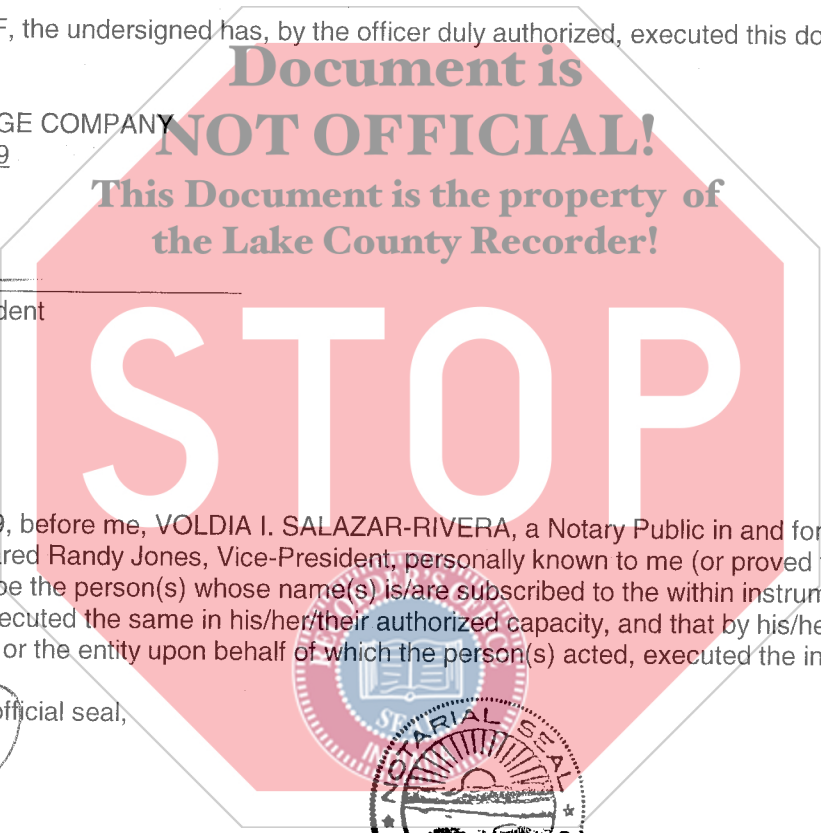 F, the undersigned has, by the officer duly authorized, executed this do
Document is
GE COMPANY
NOT OFFICIAL!
9
This Document is the property of
the Lake County Recorder!
dent
STOP
9, before me, VOLDIA I. SALAZAR-RIVERA, a Notary Public in and for
red Randy Jones, Vice-President, personally known to me (or proved
be the person(s) whose name(s) is/are subscribed to the within instrum
ecuted the same in his/her/their authorized capacity, and that by his/he
or the entity upon behalf of which the person(s) acted, executed the in
RECORDER'S OFFICE
official seal,
SEAL
NOTARIAL SEAL